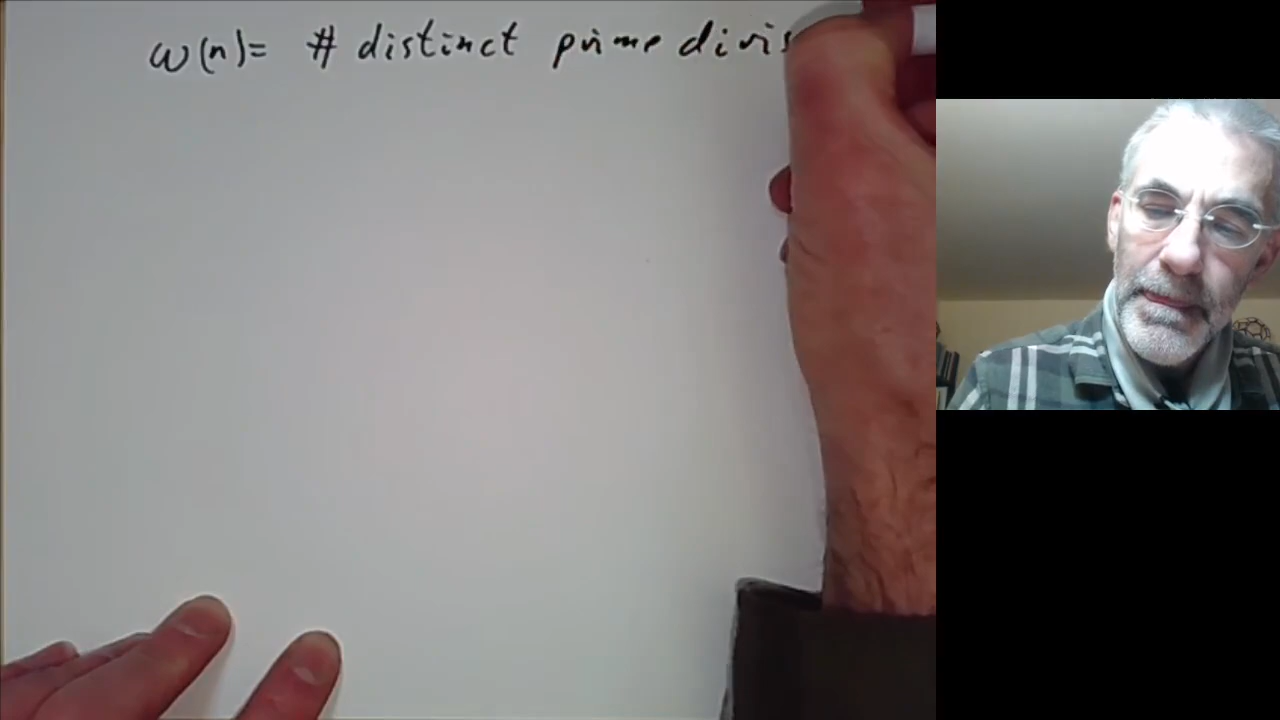 ω(n)= # distinct prime divis